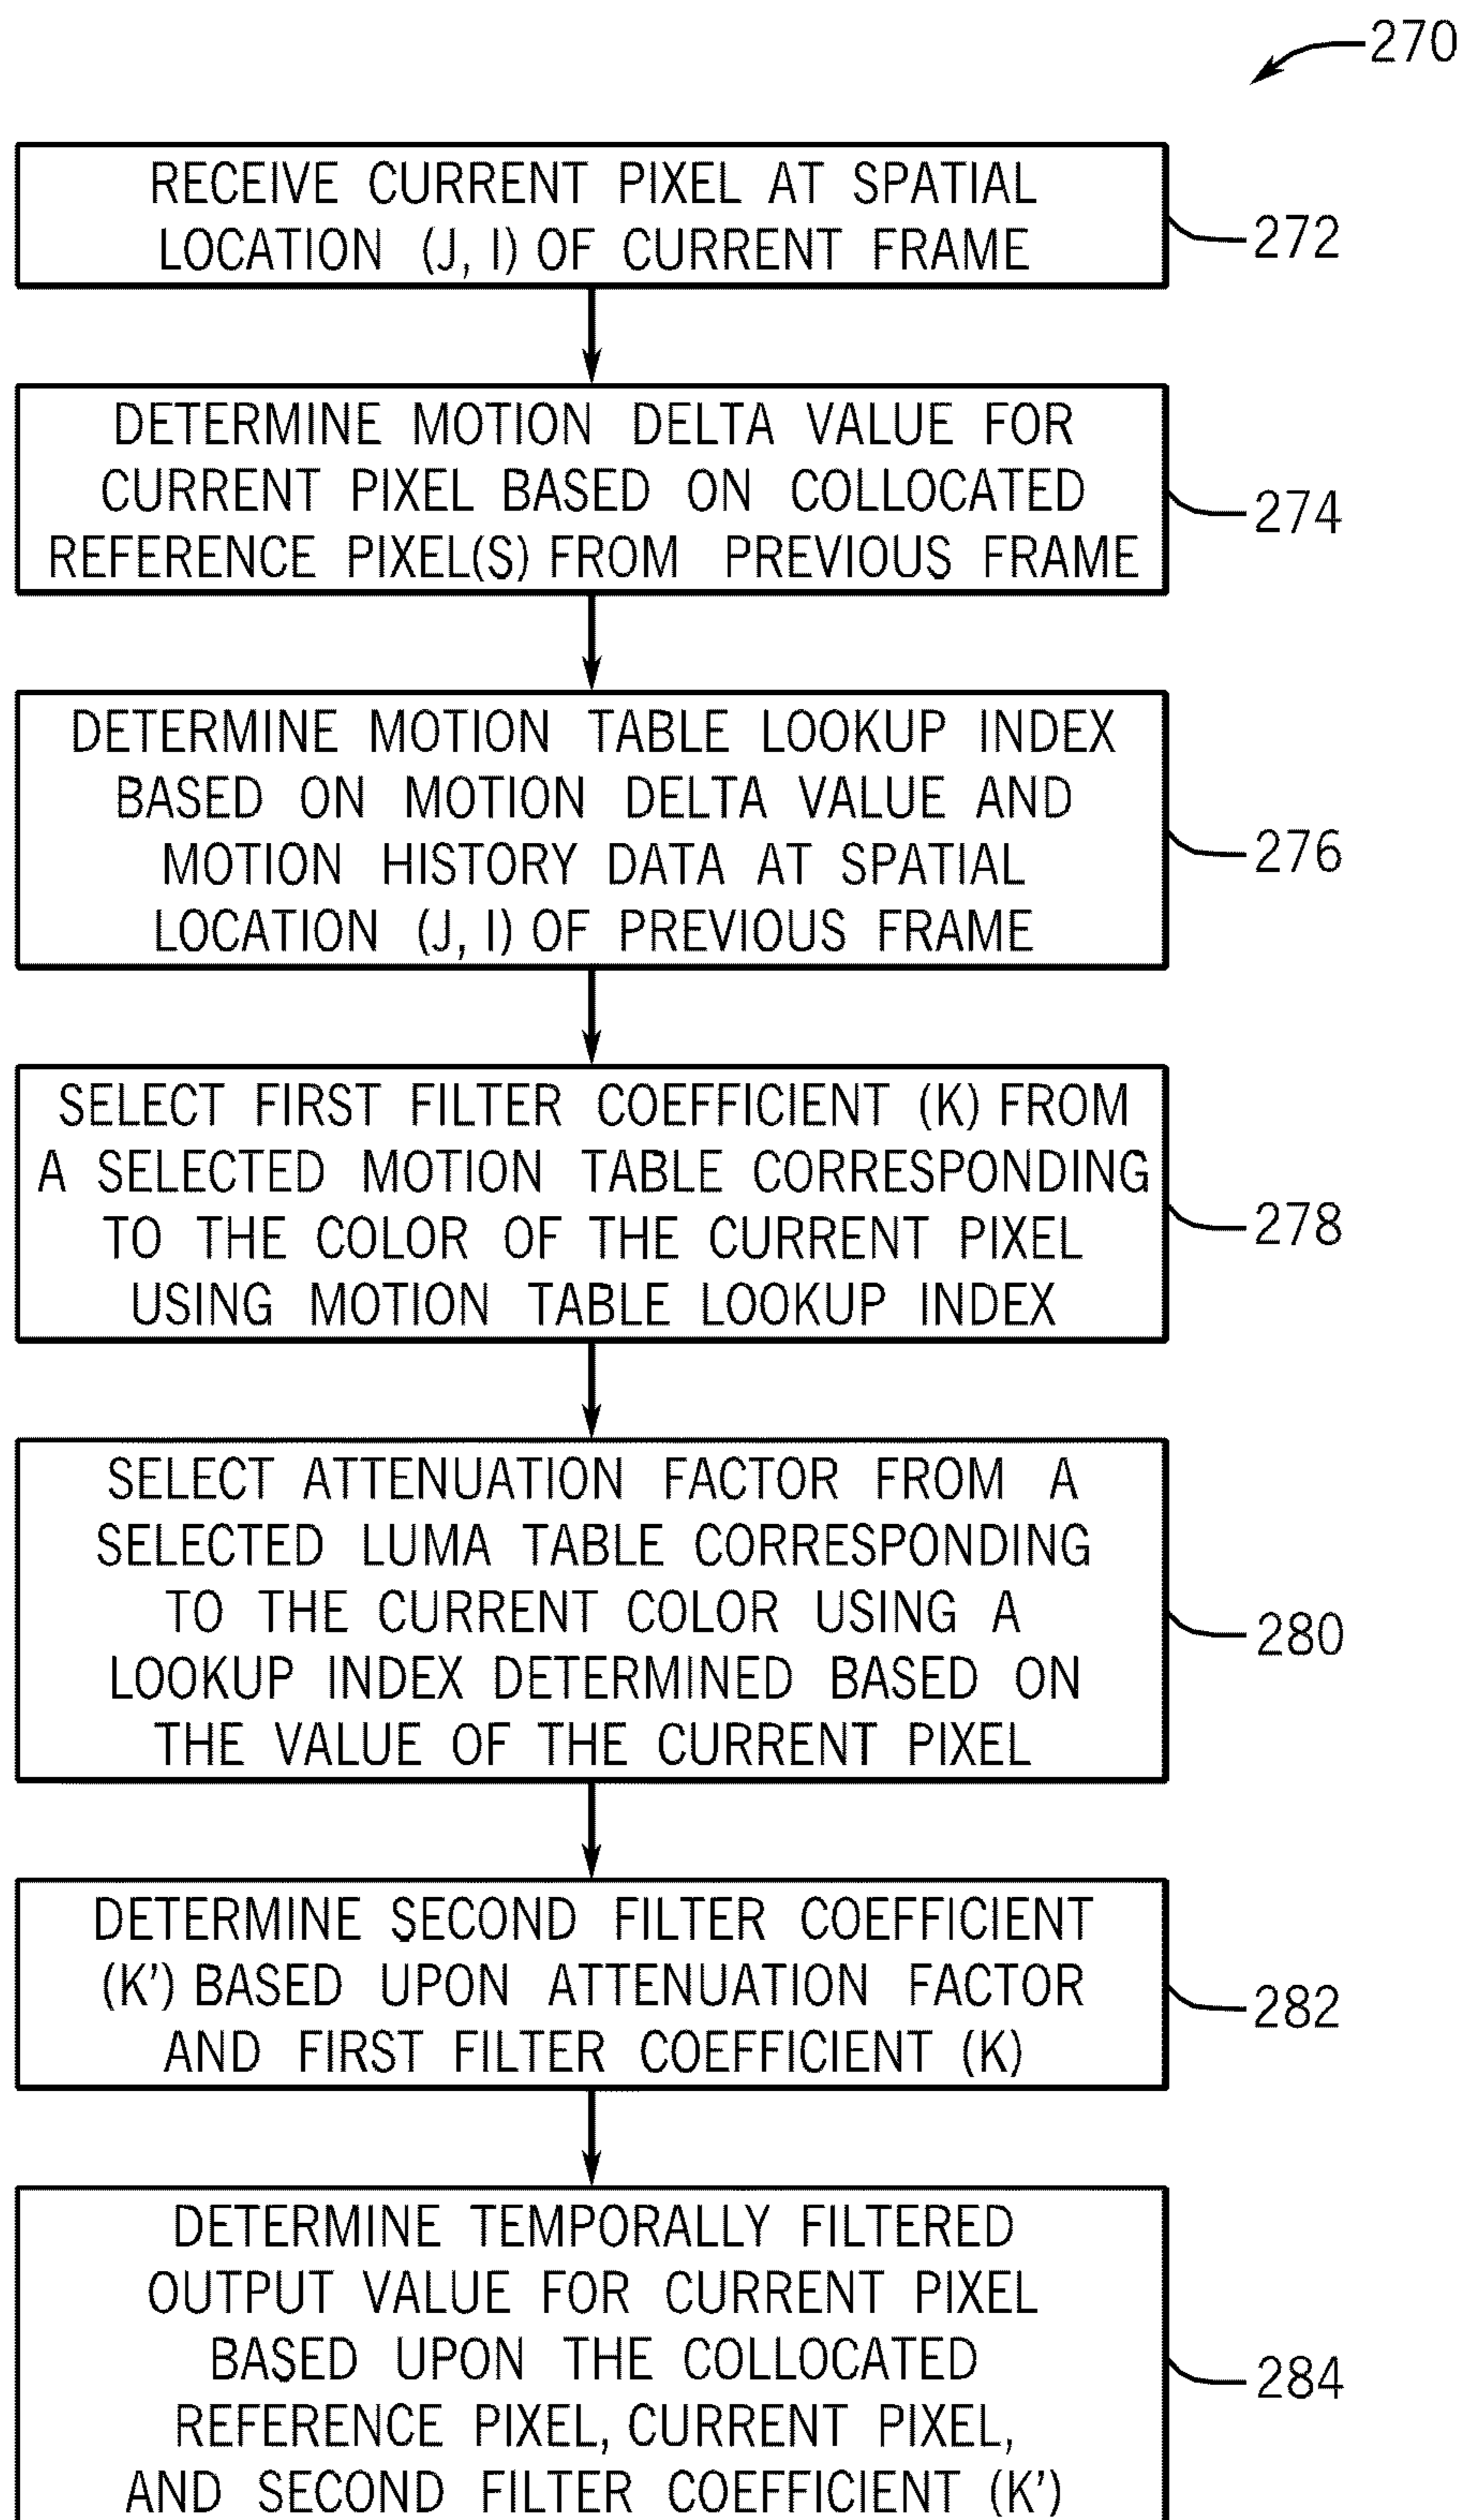 270
RECEIVE CURRENT PIXEL AT SPATIAL
LOCATION (J, I) OF CURRENT FRAME
272
DETERMINE MOTION DELTA VALUE FOR
CURRENT PIXEL BASED ON COLLOCATED
REFERENCE PIXEL(S) FROM PREVIOUS FRAME
274
DETERMINE MOTION TABLE LOOKUP INDEX
BASED ON MOTION DELTA VALUE AND
MOTION HISTORY DATA AT SPATIAL
LOCATION (J, I) OF PREVIOUS FRAME
276
SELECT FIRST FILTER COEFFICIENT (K) FROM
A SELECTED MOTION TABLE CORRESPONDING
TO THE COLOR OF THE CURRENT PIXEL
USING MOTION TABLE LOOKUP INDEX
278
SELECT ATTENUATION FACTOR FROM A
SELECTED LUMA TABLE CORRESPONDING
TO THE CURRENT COLOR USING A
LOOKUP INDEX DETERMINED BASED ON
THE VALUE OF THE CURRENT PIXEL
280
DETERMINE SECOND FILTER COEFFICIENT
(K') BASED UPON ATTENUATION FACTOR
AND FIRST FILTER COEFFICIENT (K)
282
DETERMINE TEMPORALLY FILTERED
OUTPUT VALUE FOR CURRENT PIXEL
BASED UPON THE COLLOCATED
REFERENCE PIXEL, CURRENT PIXEL,
AND SECOND FILTER COEFFICIENT (K')
284